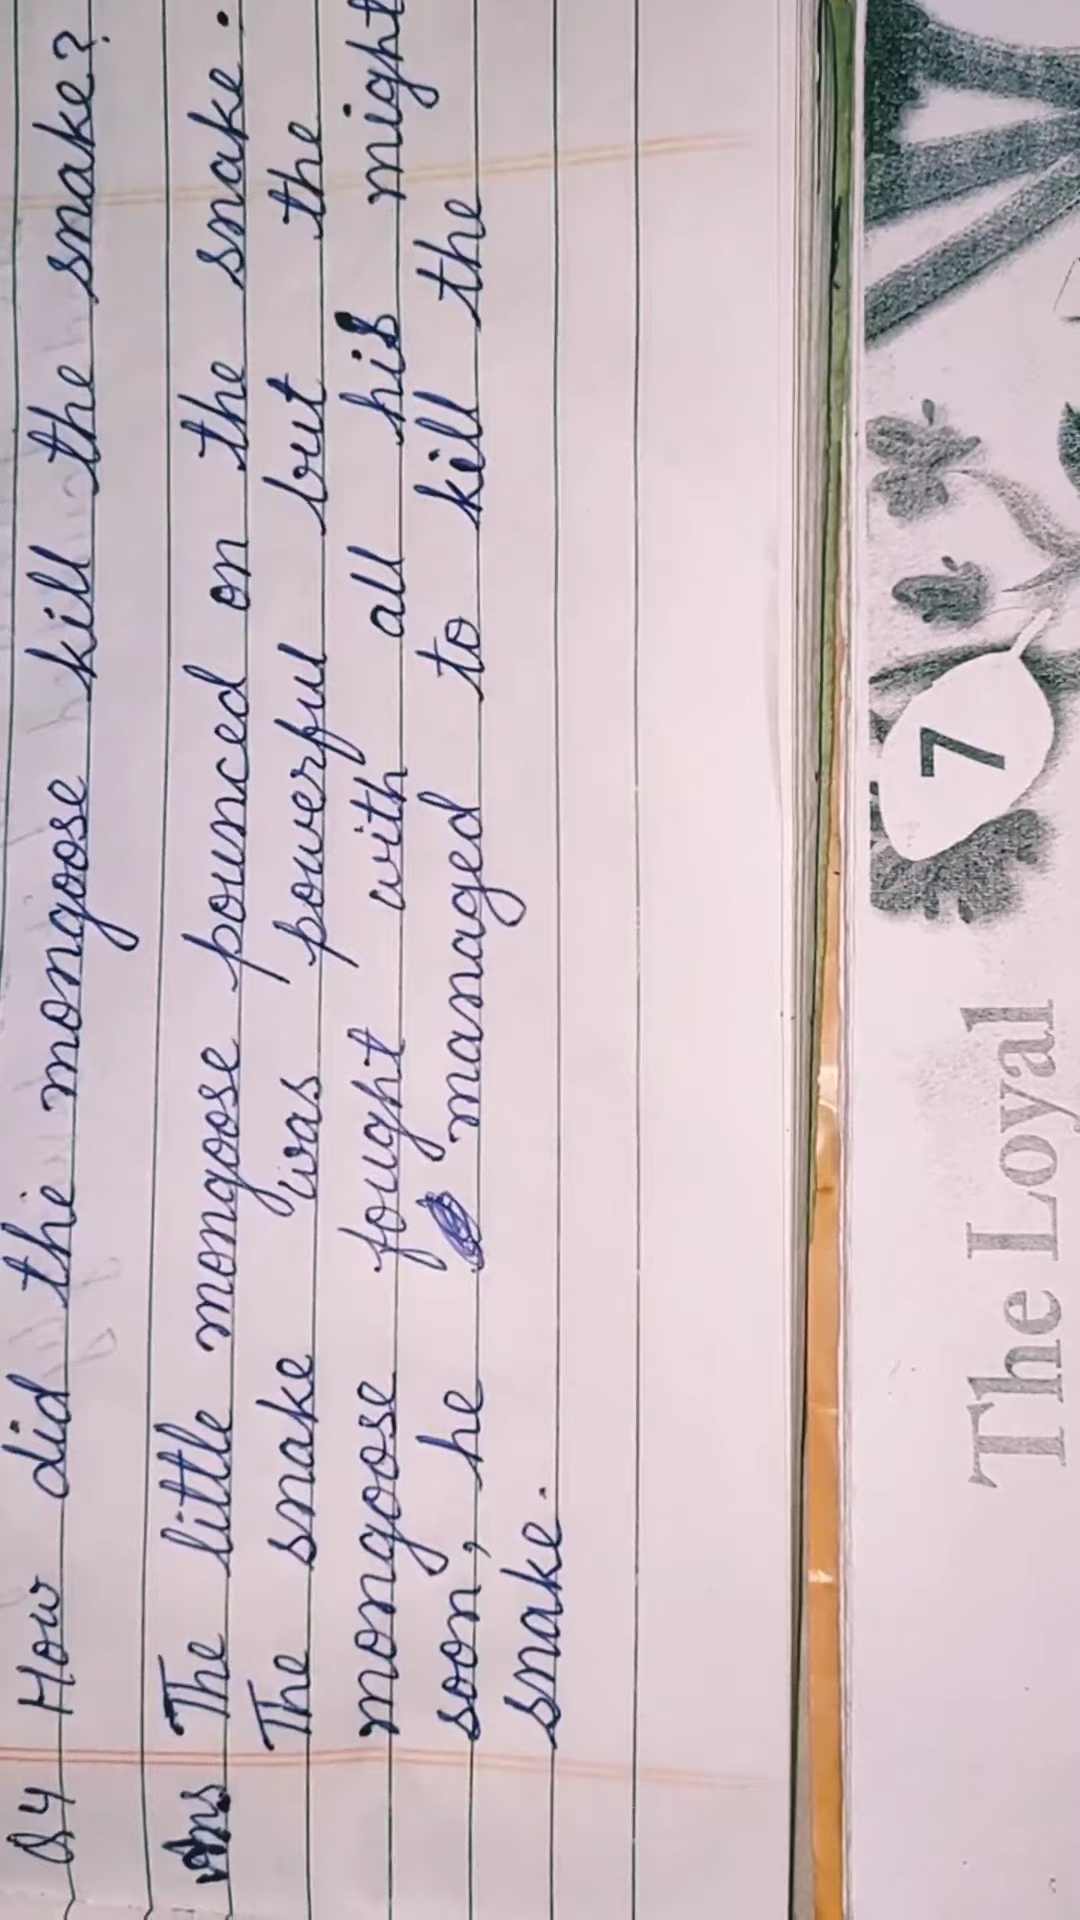 Q4 How did the mongoose kill the snake?
Ans The little mongoose pounced on the snake.
The snake was powerful but the
mongoose fought with all his might
soon, he managed to kill the
snake.
7
The Loyal